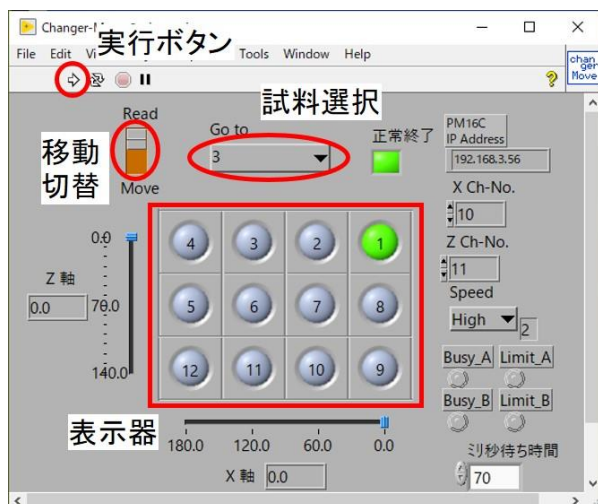 Changer-M
実行ボタン
File Edit Vi Tools Window Help
chan
ger
Move
試料選択
Read
移動
切替
Move
Go to
3
正常終了
PM16C
IP Address
192.168.3.56
X Ch-No.
10
Z Ch-No.
11
Speed
High
2
Busy_A Limit_A
Busy_B Limit_B
ミリ秒待ち時間
70
0.0
Z 軸
0.0
70.0
140.0
4 3 2 1
5 6 7 8
12 11 10 9
表示器
180.0 120.0 60.0 0.0
X 軸 0.0